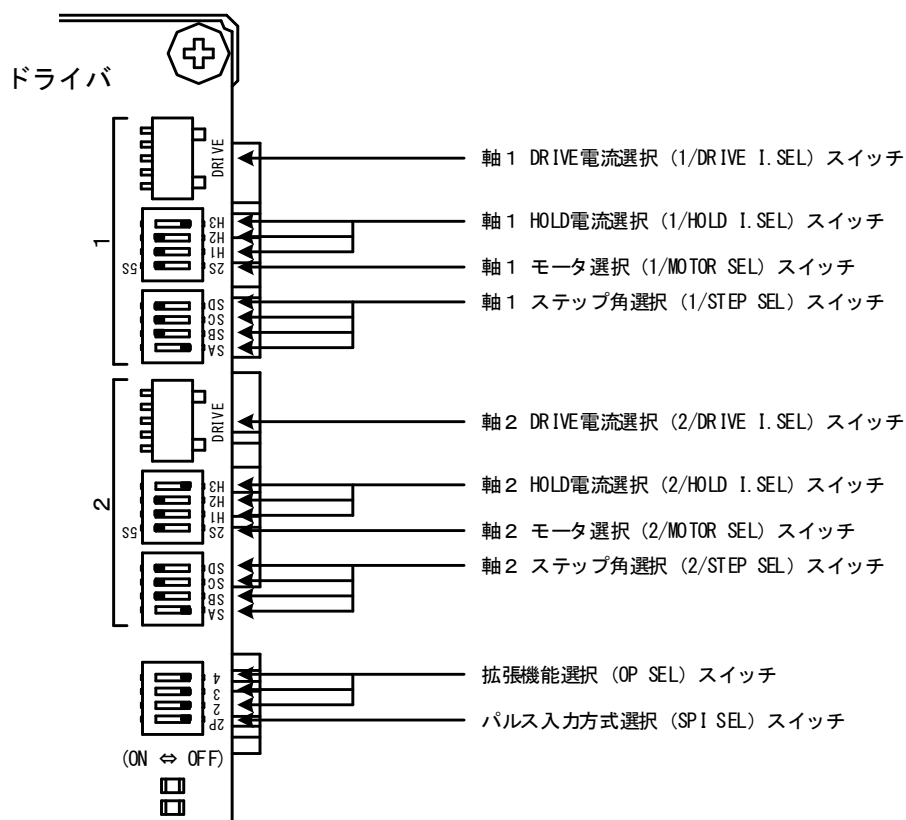 ドライバ
1
DRIVE
軸1 DRIVE電流選択(1/DRIVE I.SEL)スイッチ
H3
軸1 HOLD電流選択(1/HOLD I.SEL)スイッチ
H2
H1
5S
2S
軸1 モータ選択(1/MOTOR SEL)スイッチ
SD
軸1 ステップ角選択(1/STEP SEL)スイッチ
SC
SB
SA
2
DRIVE
軸2 DRIVE電流選択(2/DRIVE I.SEL)スイッチ
H3
軸2 HOLD電流選択(2/HOLD I.SEL)スイッチ
H2
H1
5S
2S
軸2 モータ選択(2/MOTOR SEL)スイッチ
SD
軸2 ステップ角選択(2/STEP SEL)スイッチ
SC
SB
SA
4
拡張機能選択(OP SEL)スイッチ
3
2
2P
パルス入力方式選択(SPI SEL)スイッチ
(ON ⇔ OFF)